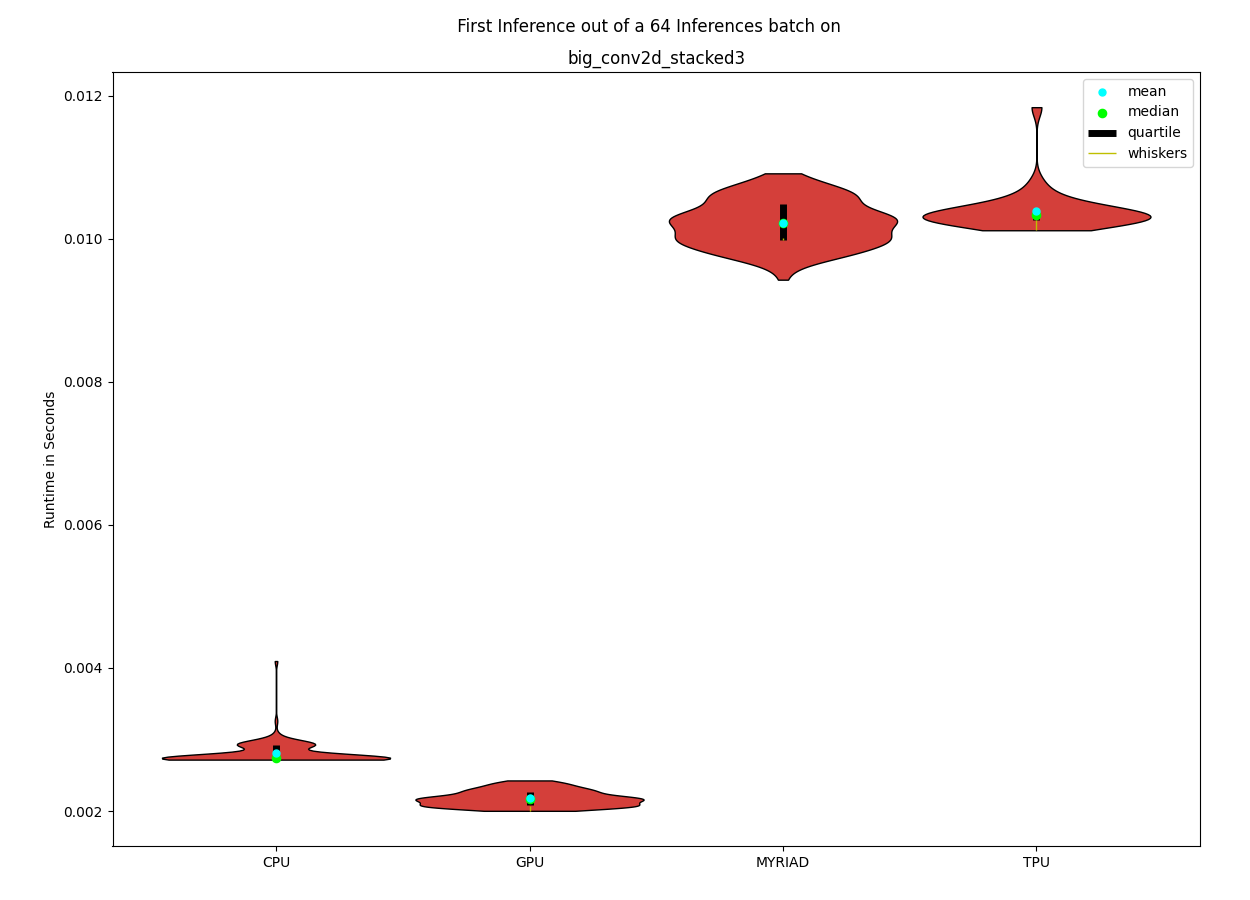 First Inference out of a 64 Inferences batch on
big_conv2d_stacked3
mean
median
quartile
whiskers
Runtime in Seconds
0.012
0.010
0.008
0.006
0.004
0.002
CPU
GPU
MYRIAD
TPU